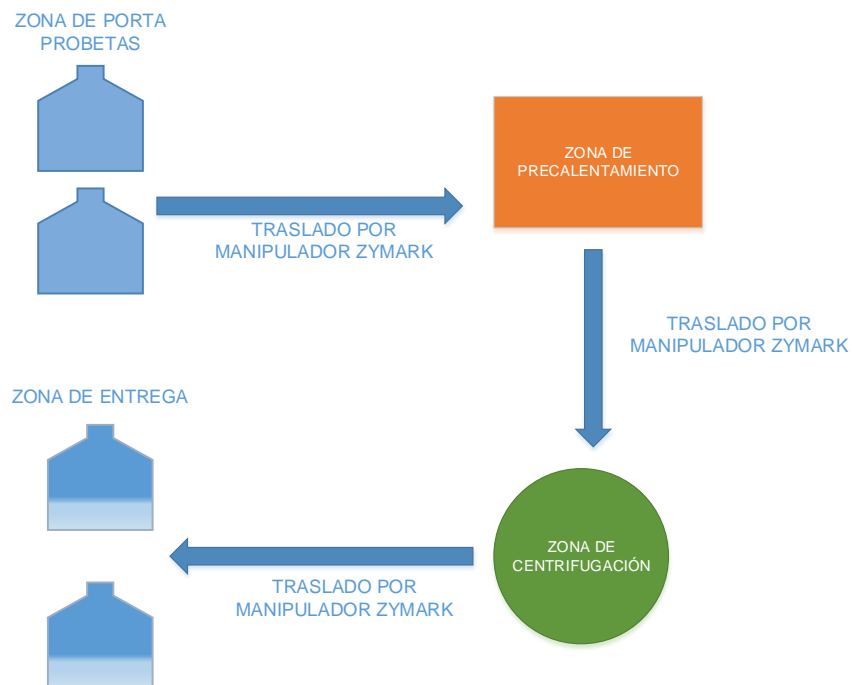 ZONA DE PORTA
PROBETAS
ZONA DE
PRECALENTAMIENTO
TRASLADO POR
MANIPULADOR ZYMARK
TRASLADO POR
MANIPULADOR ZYMARK
ZONA DE ENTREGA
ZONA DE
CENTRIFUGACIÓN
TRASLADO POR
MANIPULADOR ZYMARK